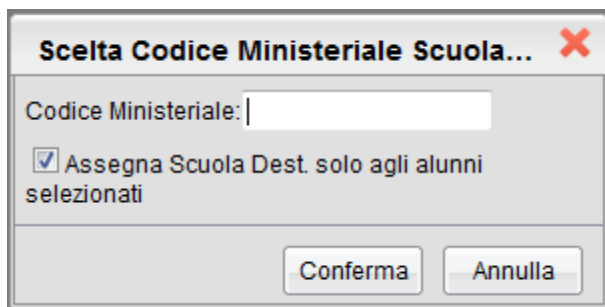 Scelta Codice Ministeriale Scuola...
Codice Ministeriale:
Assegna Scuola Dest. solo agli alunni
selezionati
Conferma Annulla